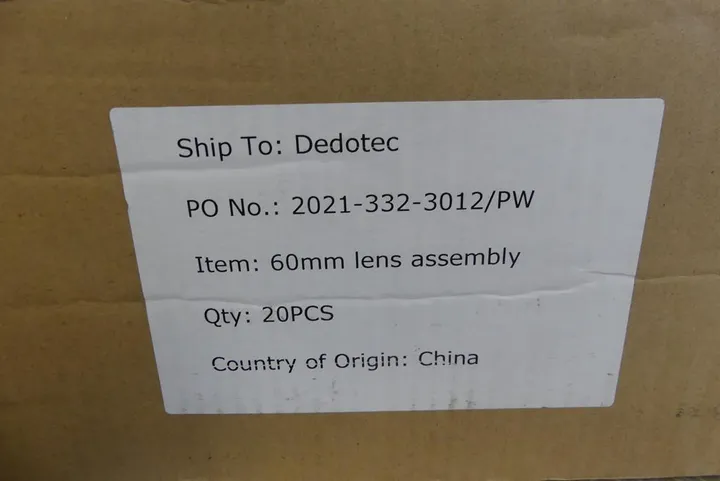 Ship To: Dedotec
PO No.: 2021-332-3012/PW
Item: 60mm lens assembly
Qty: 20PCS
Country of Origin: China